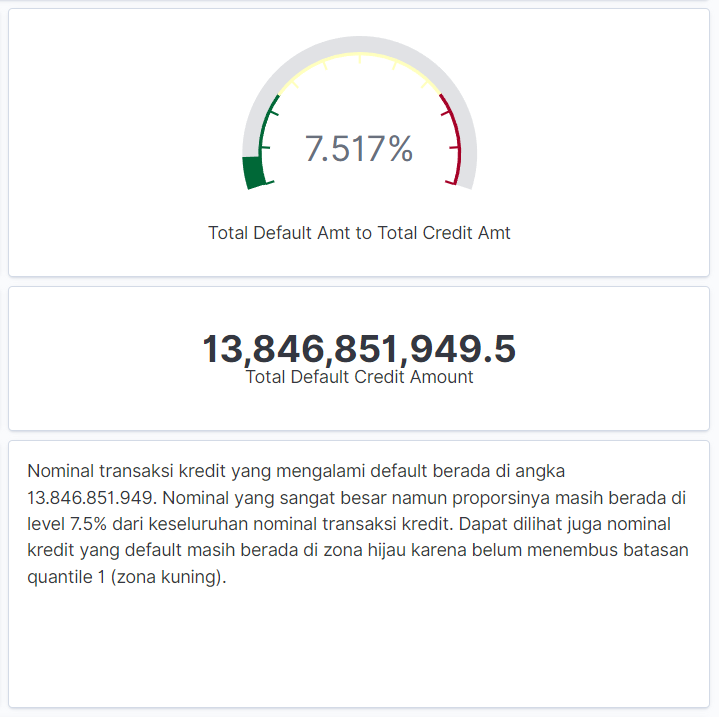 7.517%
Total Default Amt to Total Credit Amt
13,846,851,949.5
Total Default Credit Amount
Nominal transaksi kredit yang mengalami default berada di angka
13.846.851.949. Nominal yang sangat besar namun proporsinya masih berada di
level 7.5% dari keseluruhan nominal transaksi kredit. Dapat dilihat juga nominal
kredit yang default masih berada di zona hijau karena belum menembus batasan
quantile 1 (zona kuning).